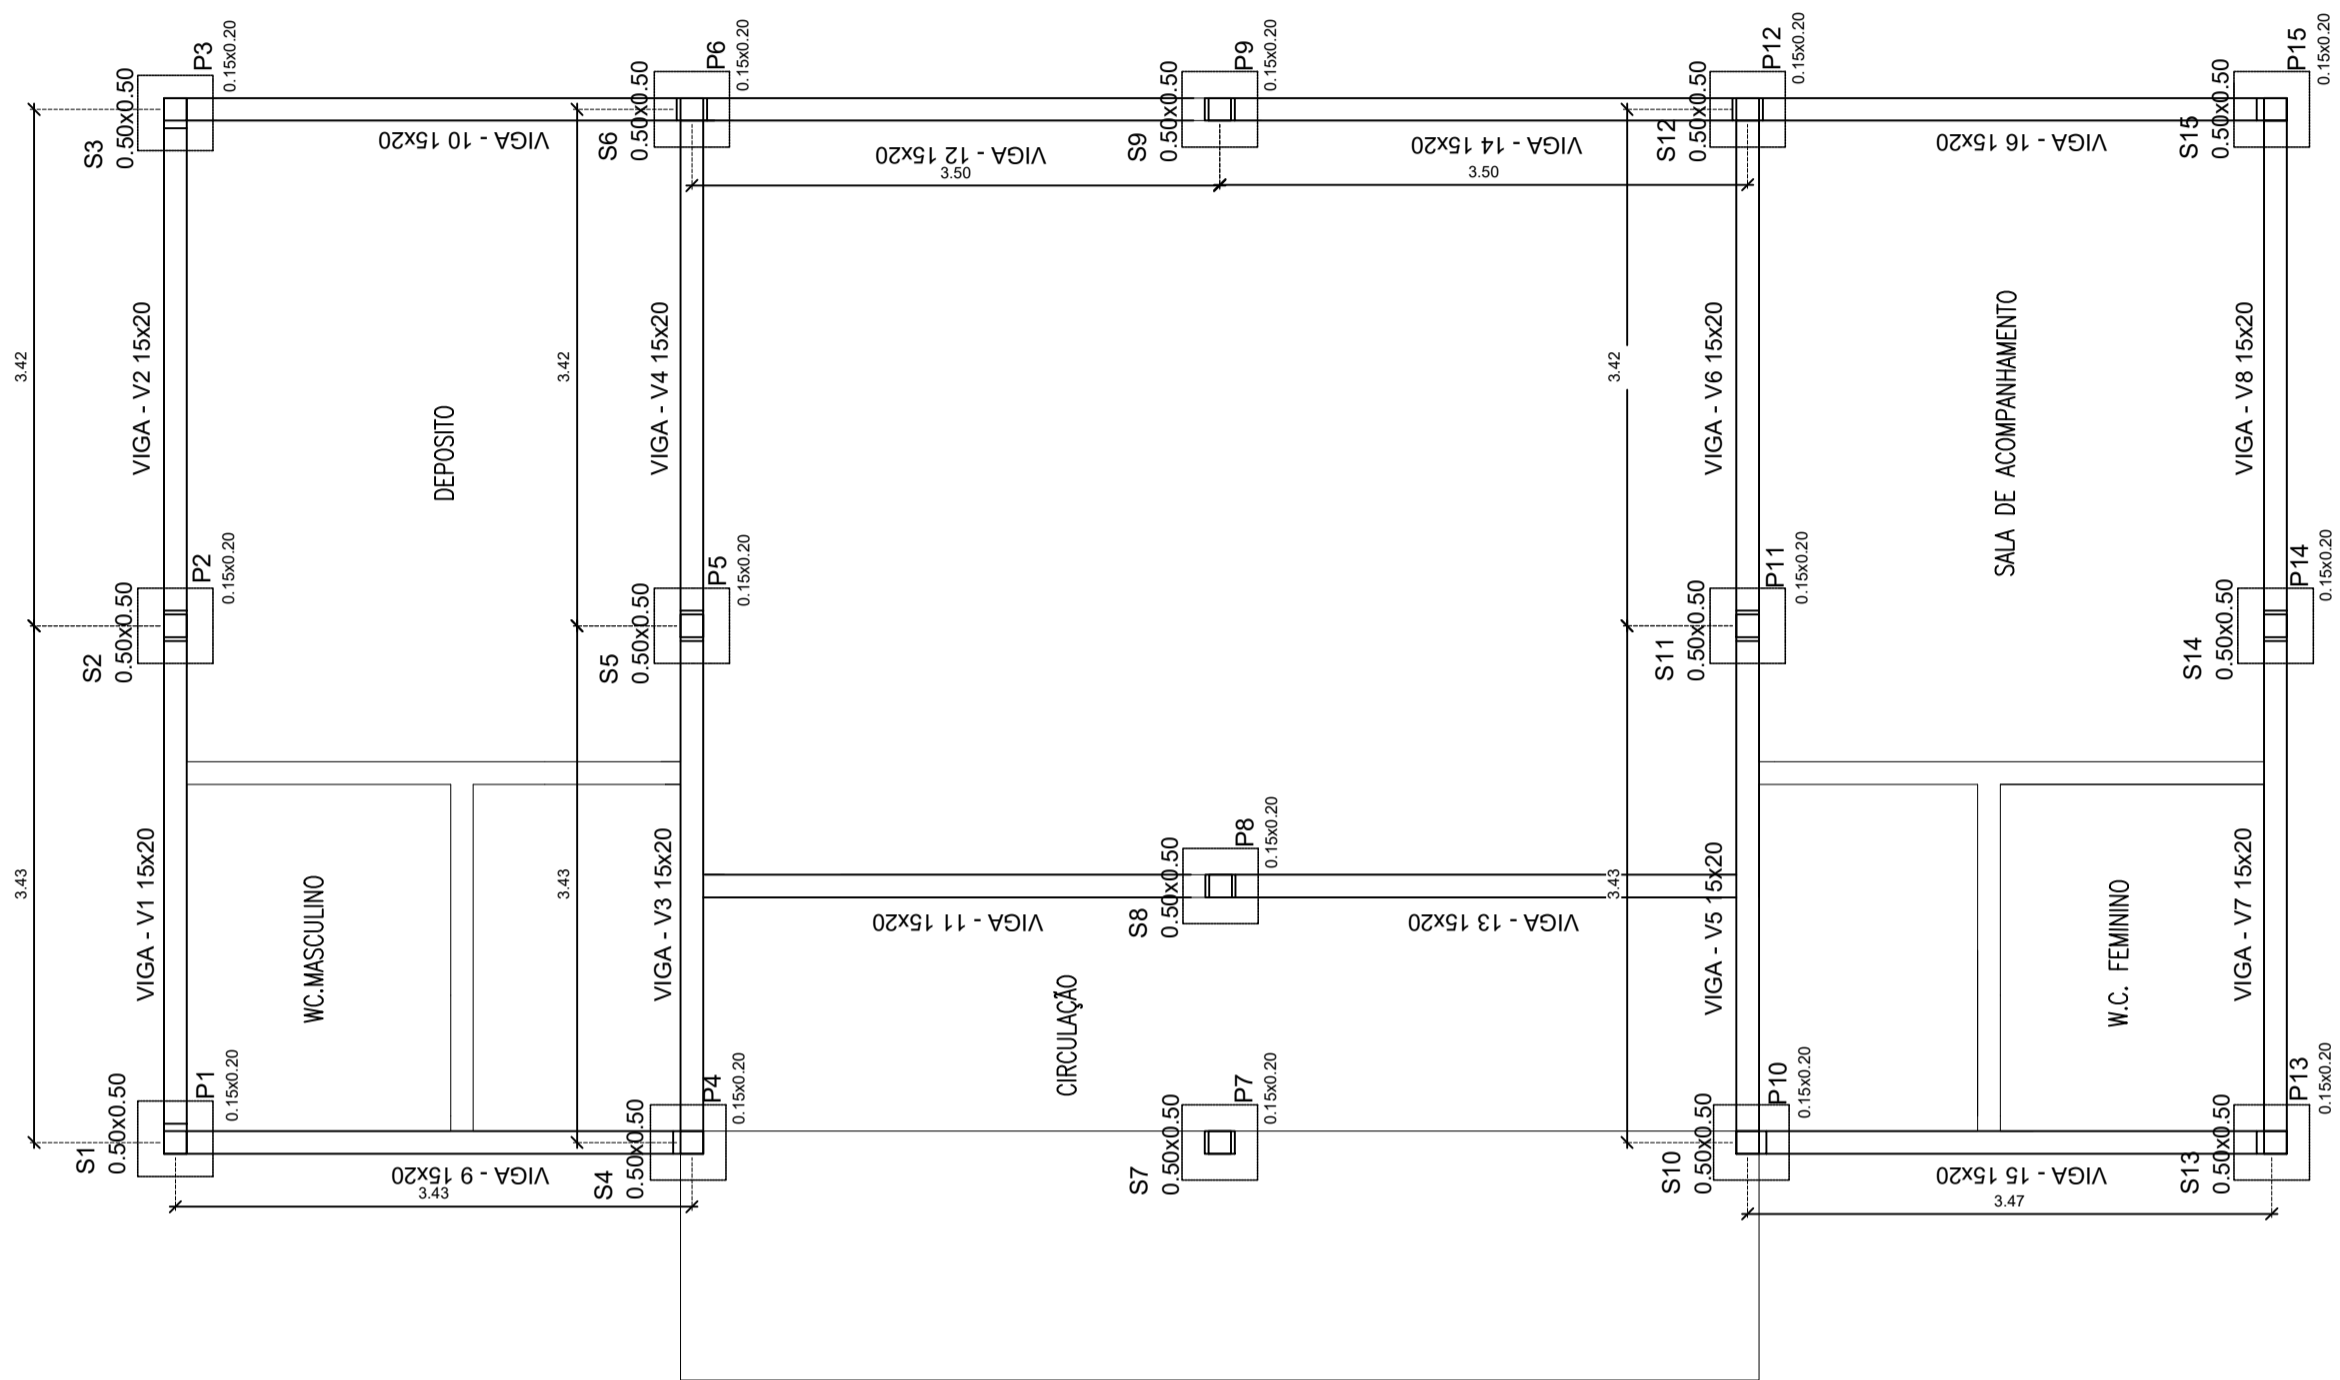 S3
0.50x0.50
P3
0.15x0.20
S6
0.50x0.50
P6
0.15x0.20
S9
0.50x0.50
P9
0.15x0.20
S12
0.50x0.50
P12
0.15x0.20
S15
0.50x0.50
P15
0.15x0.20
VIGA - 10 15x20
VIGA - 12 15x20
VIGA - 14 15x20
VIGA - 16 15x20
3.50
3.50
3.42
VIGA - V2 15x20
DEPOSITO
3.42
VIGA - V4 15x20
3.42
VIGA - V6 15x20
SALA DE ACOMPANHAMENTO
VIGA - V8 15x20
S2
0.50x0.50
P2
0.15x0.20
S5
0.50x0.50
P5
0.15x0.20
S11
0.50x0.50
P11
0.15x0.20
S14
0.50x0.50
P14
0.15x0.20
3.43
VIGA - V1 15x20
WC.MASCULINO
3.43
VIGA - V3 15x20
S8
0.50x0.50
P8
0.15x0.20
VIGA - 11 15x20
VIGA - 13 15x20
3.43
VIGA - V5 15x20
W.C. FEMININO
VIGA - V7 15x20
CIRCULAÇÃO
S1
0.50x0.50
P1
0.15x0.20
S4
0.50x0.50
P4
0.15x0.20
S7
0.50x0.50
P7
0.15x0.20
S10
0.50x0.50
P10
0.15x0.20
S13
0.50x0.50
P13
0.15x0.20
VIGA - 9 15x20
3.43
VIGA - 15 15x20
3.47